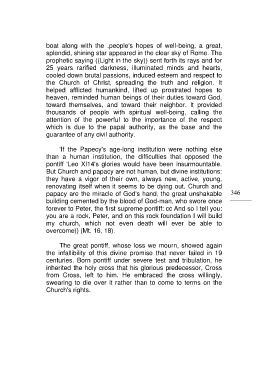 boat along with the ,people's hopes of well-being, a great,
splendid, shining star appeared in the clear sky of Rome. The
prophetic saying ((Light in the sky)) sent forth its rays and for
25 years rarified darkness, illuminated minds and hearts,
cooled down brutal passions, induced esteem and respect to
the Church of Christ, spreading the truth and religion. It
helped afflicted humankind, lifted up prostrated hopes to
heaven, reminded human beings of their duties toward God,
toward themselves, and toward their neighbor. It provided
thousands of people with spiritual well-being, calling the
attention of the powerful to the importance of the respect
which is due to the papal authority, as the base and the
guarantee of any civil authority.
'If the Papecy's age-long institution were nothing else
than a human institution, the difficulties that opposed the
pontiff 'Leo XI14's glories would have been insurmountable.
But Church and papacy are not human, but divine institutions:
they have a vigor of their own, always new, active, young,
renovating itself when it seems to be dying out. Church and
papacy are the miracle of God's hand, the great unshakable
building cemented by the blood of God-man, who swore once
forever to Peter, the first supreme pontiff: cc And so I tell you:
you are a rock, Peter, and on this rock foundation I will build
my church, which not even death will ever be able to
overcome)) (Mt. 16, 18).
346
The great pontiff, whose loss we mourn, showed again
the infallibility of this divine promise that never failed in 19
centuries. Born pontiff under severe test and tribulation, he
inherited the holy cross that his glorious predecessor, Cross
from Cross, left to him. He embraced the cross willingly,
swearing to die over it rather than to come to terms on the
Church's rights.